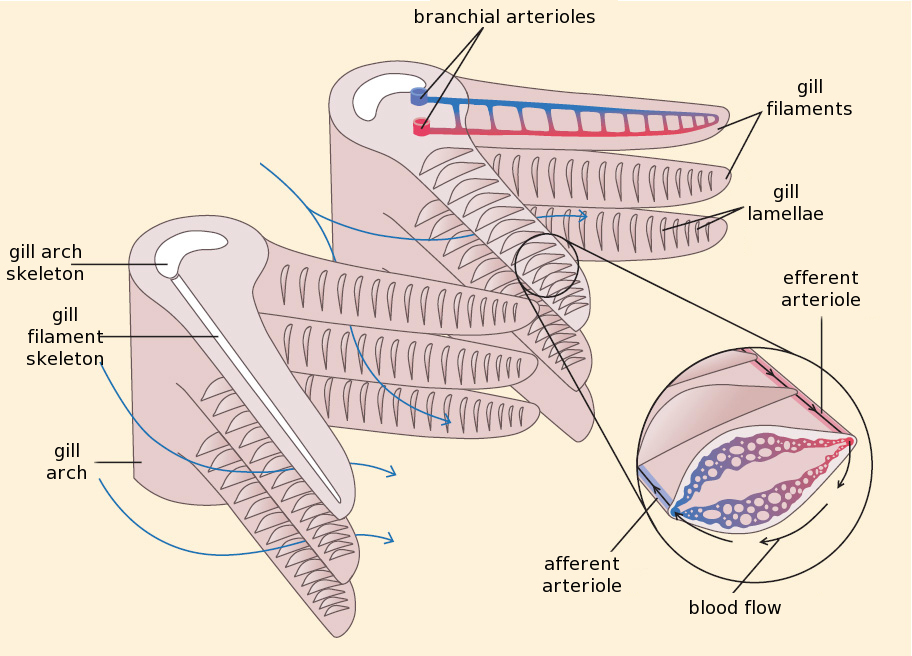 branchial arterioles
gill
filaments
gill
lamellae
gill arch
skeleton
gill
filament
skeleton
efferent
arteriole
gill
arch
afferent
arteriole
blood flow